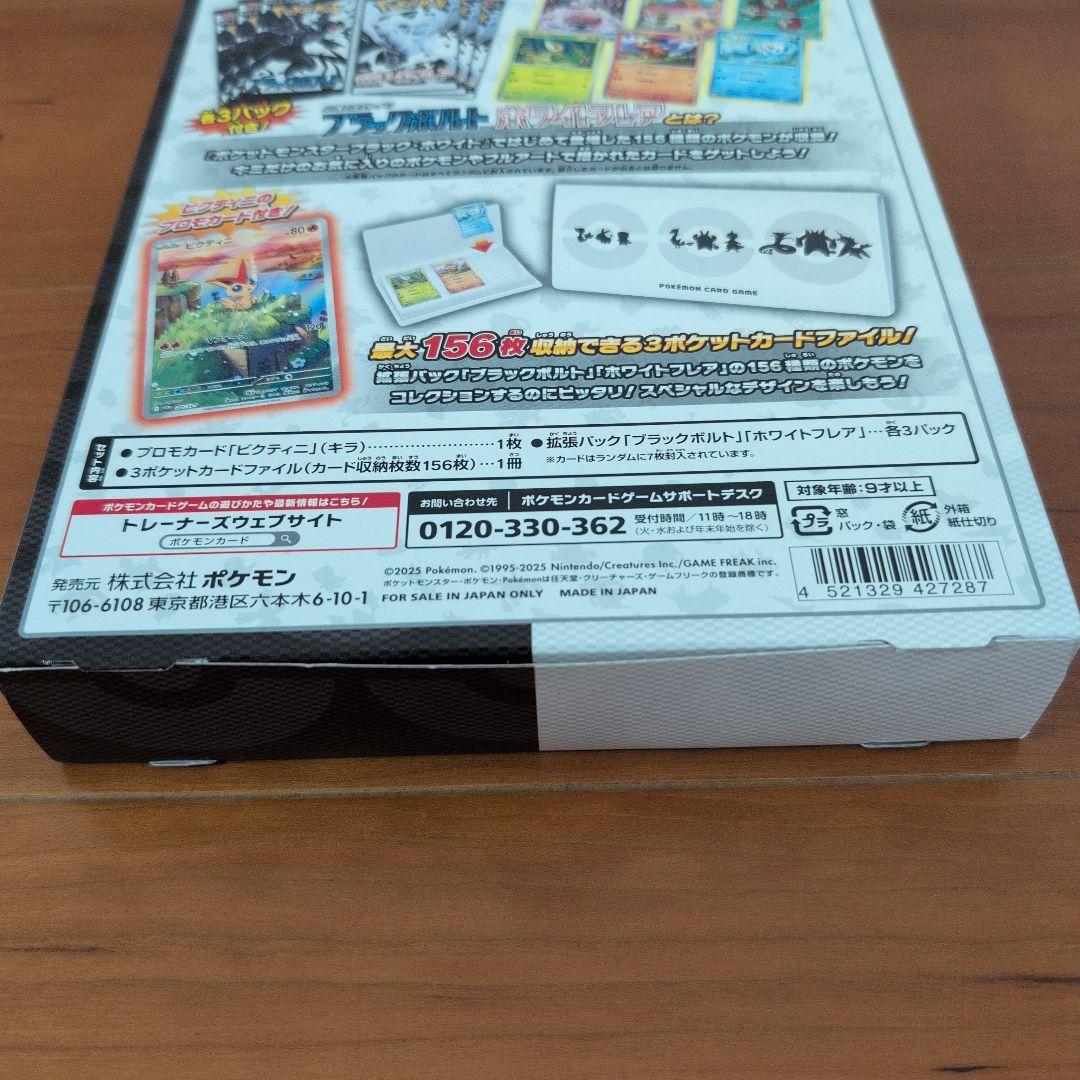 各3パック
付き!
ブラックボルト ホワイトフレアとは?
『ポケットモンスターブラック・ホワイト』ではじめて登場した156種類のポケモンが収録!
キミだけのお気に入りのポケモンやフルアートで描かれたカードをゲットしよう!
ビクティニの
プロモカード付き!
ビクティニ
80
Vフォース
120
POKÉMON CARD GAME
最大156枚収納できる3ポケットカードファイル!
拡張パック「ブラックボルト」「ホワイトフレア」の156種類のポケモンを
コレクションするのにピッタリ!スペシャルなデザインを楽しもう!
セット内容
●プロモカード「ビクティニ」(キラ)……………………1枚
●3ポケットカードファイル(カード収納枚数156枚)…1冊
●拡張パック「ブラックボルト」「ホワイトフレア」…各3パック
※カードはランダムに7枚封入されています。
ポケモンカードゲームの遊びかたや最新情報はこちら!
トレーナーズウェブサイト
ポケモンカード
お問い合わせ先 ポケモンカードゲームサポートデスク
0120-330-362 受付時間/11時~18時
(火・水および年末年始を除く)
対象年齢:9才以上
プラ
窓
パック・袋
紙
外箱
紙仕切り
発売元 株式会社 ポケモン
〒106-6108 東京都港区六本木6-10-1
©2025 Pokémon. ©1995-2025 Nintendo/Creatures Inc./GAME FREAK inc.
ポケットモンスター・ポケモン・Pokémonは任天堂・クリーチャーズ・ゲームフリークの登録商標です。
FOR SALE IN JAPAN ONLY MADE IN JAPAN
4 521329 427287